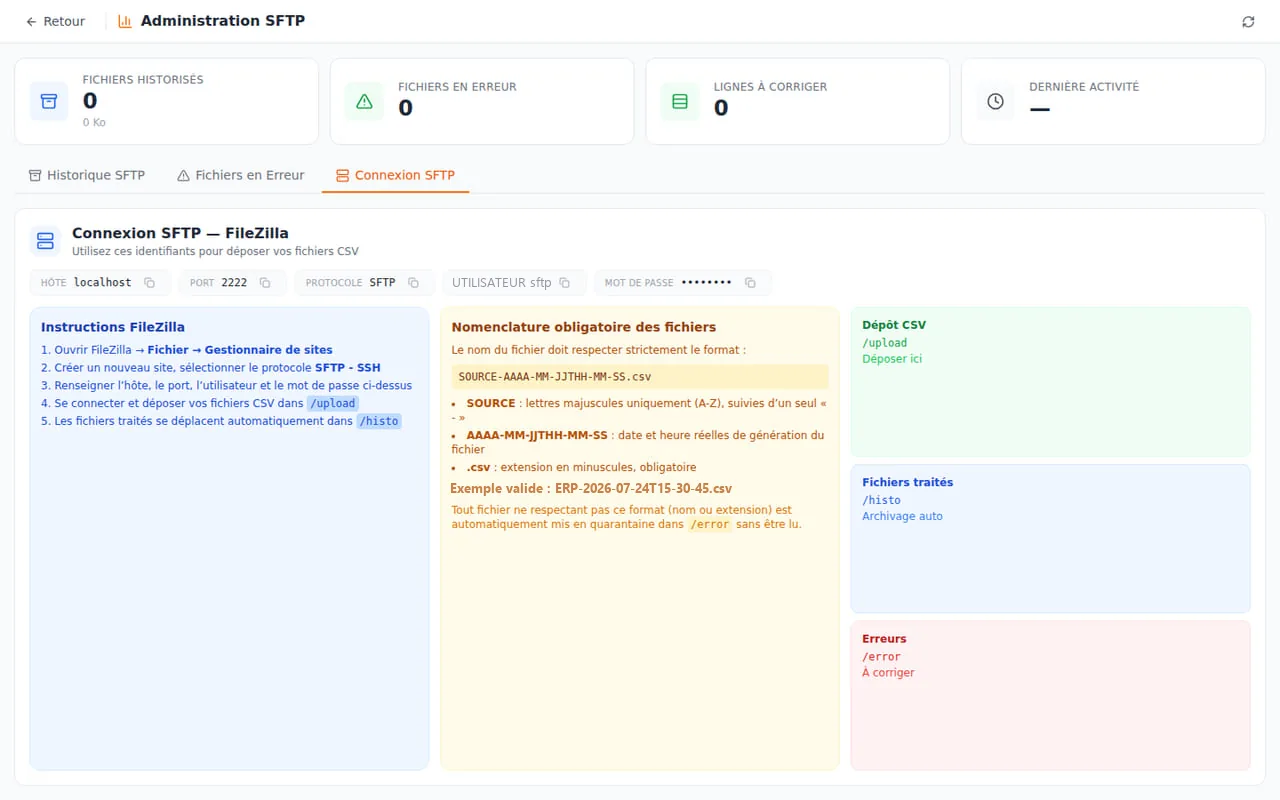 Retour
Administration SFTP
FICHIERS HISTORISÉS
0
0 Ko
FICHIERS EN ERREUR
0
LIGNES À CORRIGER
0
DERNIÈRE ACTIVITÉ
—
Historique SFTP
Fichiers en Erreur
Connexion SFTP
Connexion SFTP — FileZilla
Utilisez ces identifiants pour déposer vos fichiers CSV
HÔTE localhost
PORT 2222
PROTOCOLE SFTP
UTILISATEUR sftp
MOT DE PASSE ••••••••
Instructions FileZilla
1. Ouvrir FileZilla → Fichier → Gestionnaire de sites
2. Créer un nouveau site, sélectionner le protocole SFTP - SSH
3. Renseigner l’hôte, le port, l’utilisateur et le mot de passe ci-dessus
4. Se connecter et déposer vos fichiers CSV dans /upload
5. Les fichiers traités se déplacent automatiquement dans /histo
Nomenclature obligatoire des fichiers
Le nom du fichier doit respecter strictement le format :
SOURCE-AAAA-MM-JJTHH-MM-SS.csv
• SOURCE : lettres majuscules uniquement (A-Z), suivies d’un seul «
- »
• AAAA-MM-JJTHH-MM-SS : date et heure réelles de génération du
fichier
• .csv : extension en minuscules, obligatoire
Exemple valide : ERP-2026-07-24T15-30-45.csv
Tout fichier ne respectant pas ce format (nom ou extension) est
automatiquement mis en quarantaine dans /error sans être lu.
Dépôt CSV
/upload
Déposer ici
Fichiers traités
/histo
Archivage auto
Erreurs
/error
À corriger